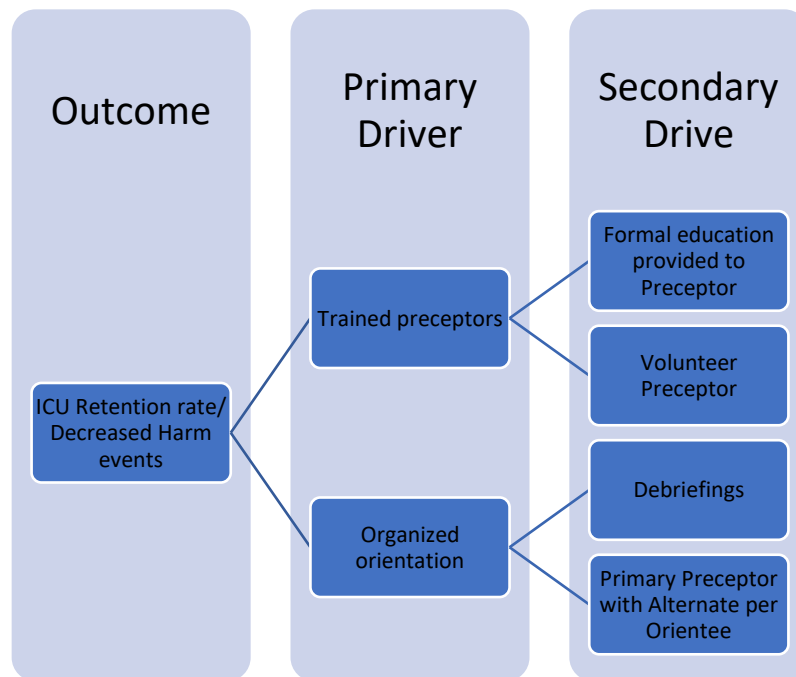 Outcome
Primary
Driver
Secondary
Drive
ICU Retention rate/
Decreased Harm
events
Trained preceptors
Organized
orientation
Formal education
provided to
Preceptor
Volunteer
Preceptor
Debriefings
Primary Preceptor
with Alternate per
Orientee